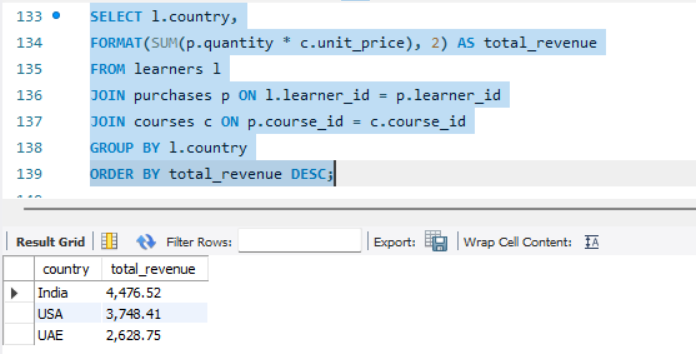 133 SELECT l.country,
134 FORMAT(SUM(p.quantity * c.unit_price), 2) AS total_revenue
135 FROM learners l
136 JOIN purchases p ON l.learner_id = p.learner_id
137 JOIN courses c ON p.course_id = c.course_id
138 GROUP BY l.country
139 ORDER BY total_revenue DESC;
Result Grid Filter Rows: Export: Wrap Cell Content: IA
country total_revenue
India 4,476.52
USA 3,748.41
UAE 2,628.75